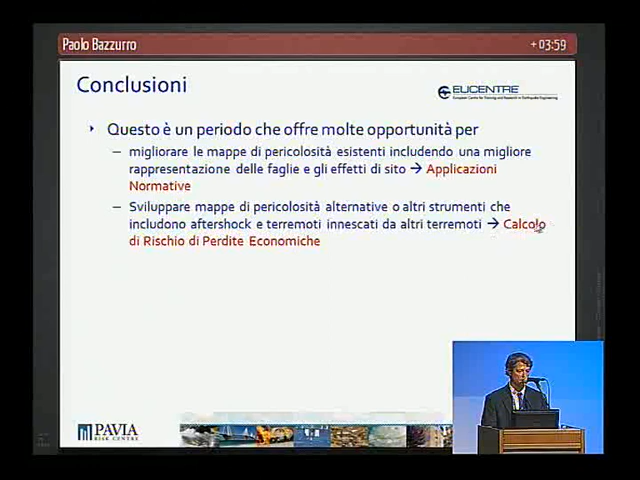 Paolo Bazzurro
+03:59
Conclusioni
EUCENTRE
Questo è un periodo che offre molte opportunità per
– migliorare le mappe di pericolosità esistenti includendo una migliore
rappresentazione delle faglie e gli effetti di sito → Applicazioni
Normative
– Sviluppare mappe di pericolosità alternative o altri strumenti che
includono aftershock e terremoti innescati da altri terremoti → Calcolo
di Rischio di Perdite Economiche
PAVIA
RISK CENTRE